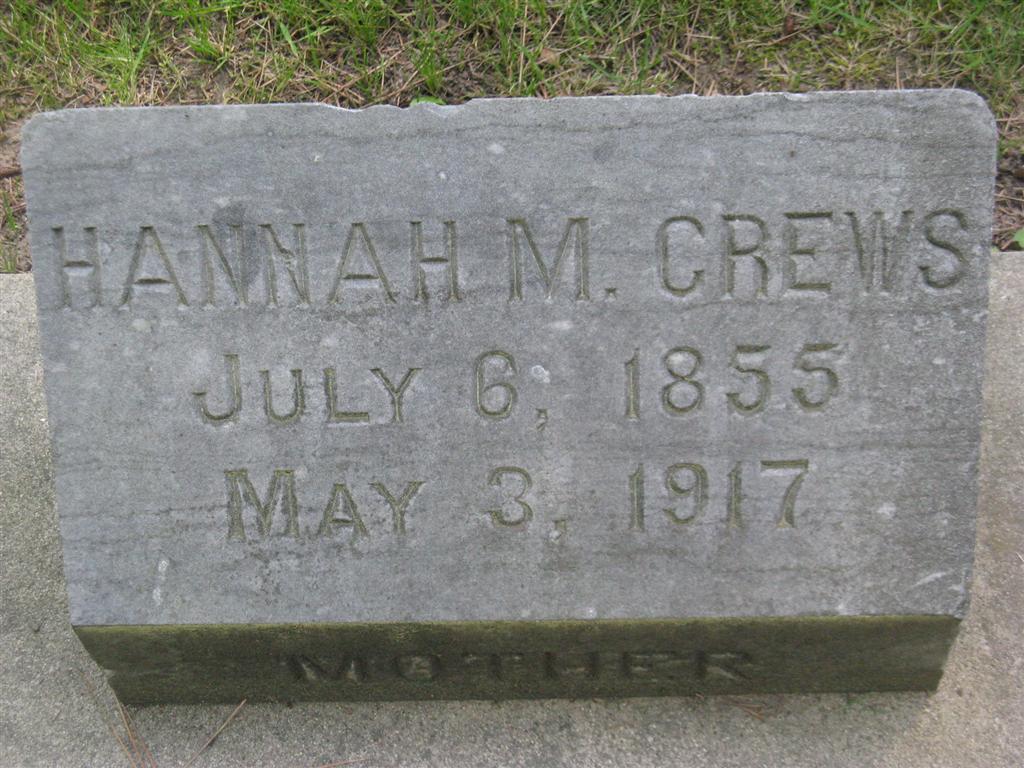 HANNAH M. CREWS
JULY 6, 1855
MAY 3, 1917
MOTHER